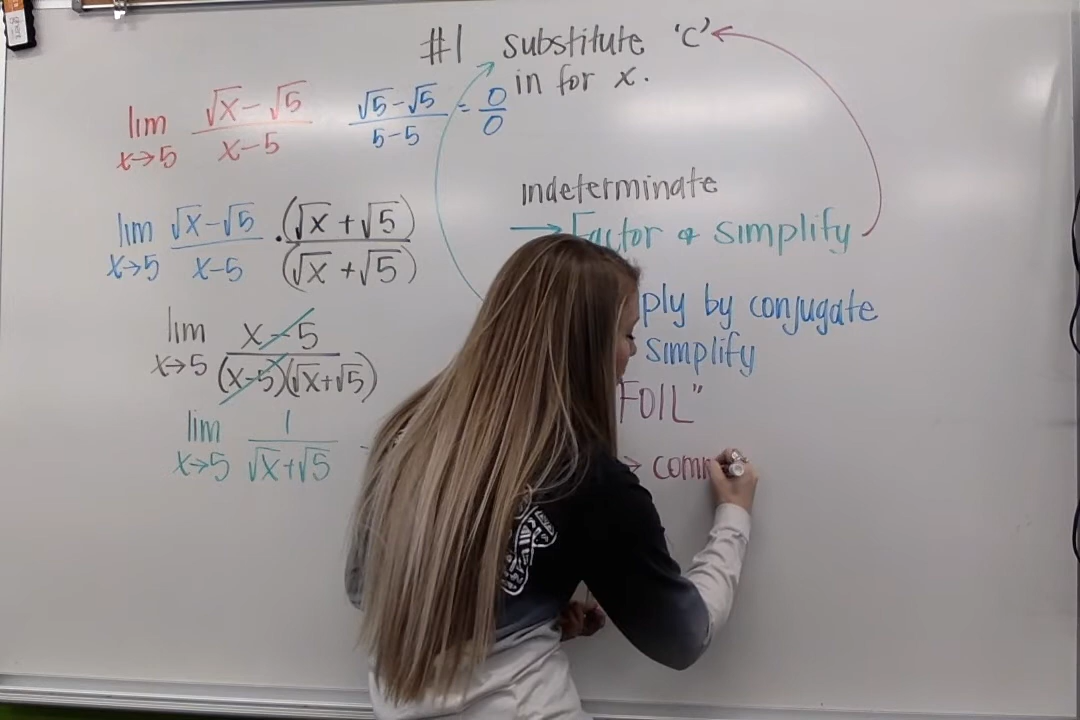 #1 substitute 'c'
in for x.
lim x→5 (√x − √5)/(x − 5) (√5 − √5)/(5 − 5) = 0/0
indeterminate
→ Factor & simplify
lim x→5 (√x − √5)/(x − 5) · (√x + √5)/(√x + √5)
ply by conjugate
simplify
lim x→5 (x − 5)/((x − 5)(√x + √5))
FOIL"
lim x→5 1/(√x + √5)
→ comm